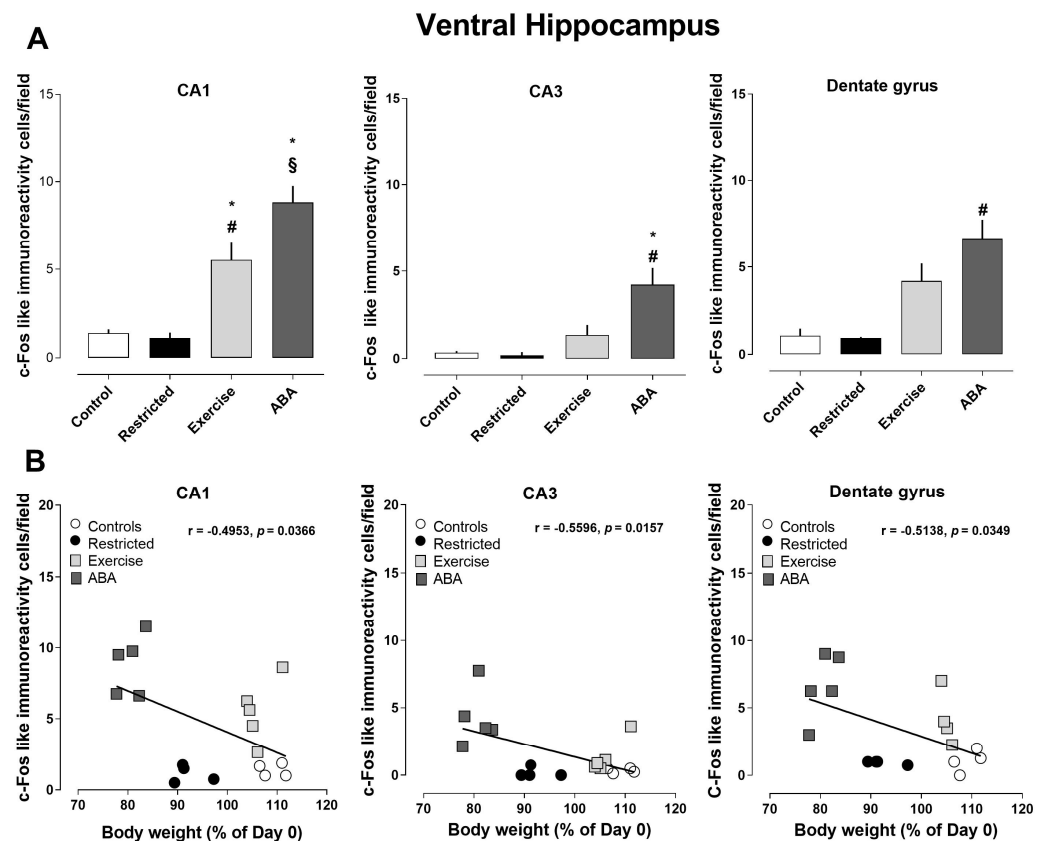 Ventral Hippocampus
A
CA1
c-Fos like immunoreactivity cells/field
15
10
5
0
*
#
*
§
Control
Restricted
Exercise
ABA
CA3
c-Fos like immunoreactivity cells/field
15
10
5
0
*
#
Control
Restricted
Exercise
ABA
Dentate gyrus
c-Fos like immunoreactivity cells/field
15
10
5
0
#
Control
Restricted
Exercise
ABA
B
CA1
c-Fos like immunoreactivity cells/field
20
15
10
5
0
Controls
Restricted
Exercise
ABA
r = -0.4953, p = 0.0366
70 80 90 100 110 120
Body weight (% of Day 0)
CA3
c-Fos like immunoreactivity cells/field
20
15
10
5
0
Controls
Restricted
Exercise
ABA
r = -0.5596, p = 0.0157
70 80 90 100 110 120
Body weight (% of Day 0)
Dentate gyrus
C-Fos like immunoreactivity cells/field
20
15
10
5
0
Controls
Restricted
Exercise
ABA
r = -0.5138, p = 0.0349
70 80 90 100 110 120
Body weight (% of Day 0)